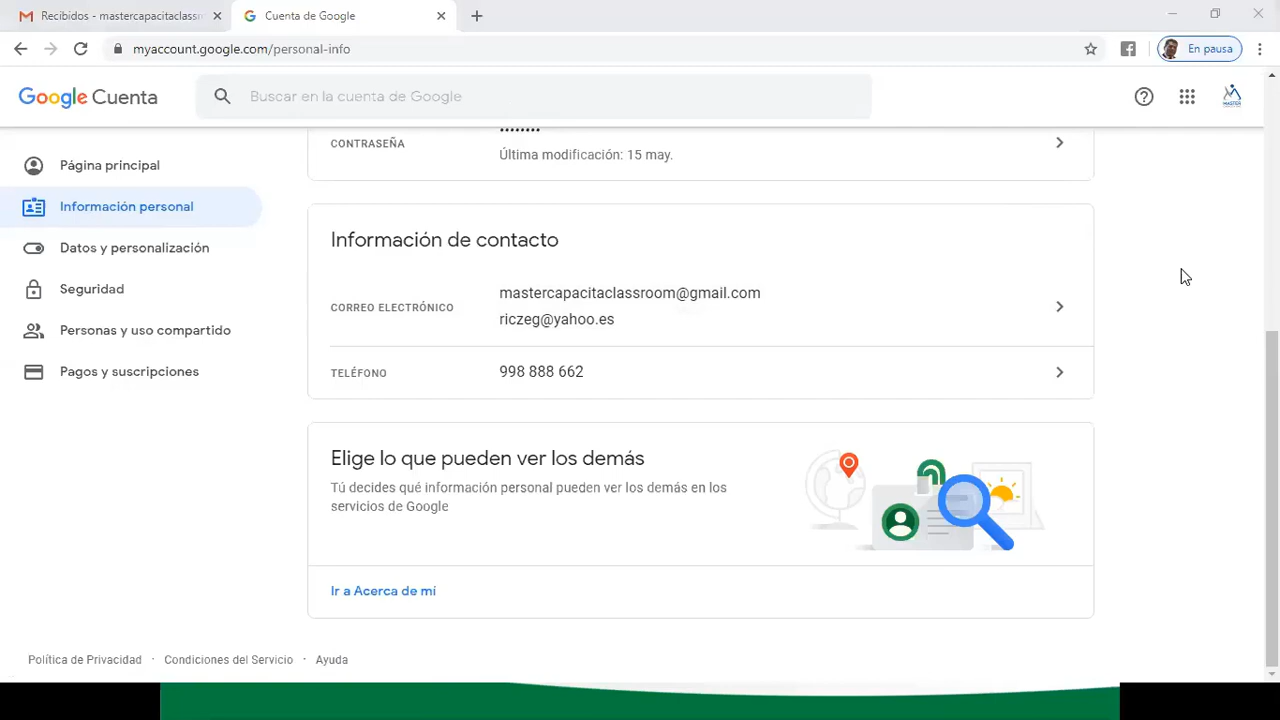 Recibidos - mastercapacitaclassr
Cuenta de Google
myaccount.google.com/personal-info
En pausa
Google Cuenta
Buscar en la cuenta de Google
Página principal
Información personal
Datos y personalización
Seguridad
Personas y uso compartido
Pagos y suscripciones
CONTRASEÑA
••••••••
Última modificación: 15 may.
Información de contacto
CORREO ELECTRÓNICO
mastercapacitaclassroom@gmail.com
riczeg@yahoo.es
TELÉFONO
998 888 662
Elige lo que pueden ver los demás
Tú decides qué información personal pueden ver los demás en los
servicios de Google
Ir a Acerca de mí
Política de Privacidad · Condiciones del Servicio · Ayuda
MASTER